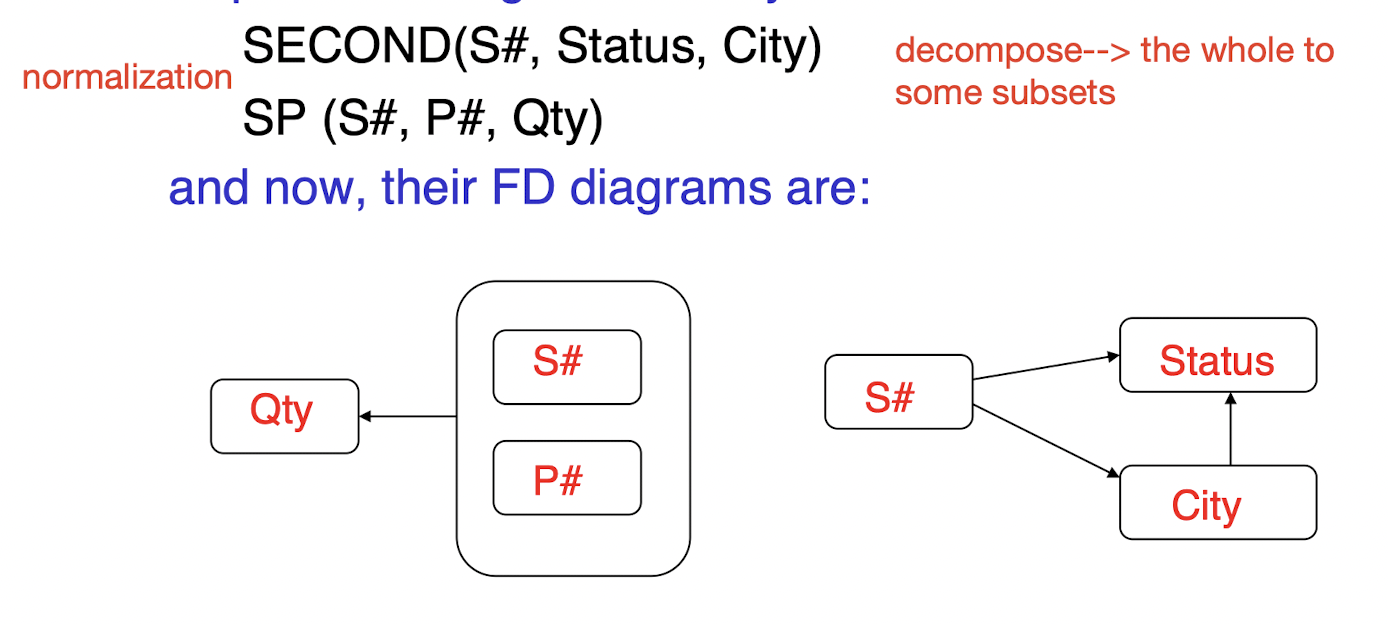 SECOND(S#, Status, City)
normalization
decompose--> the whole to
some subsets
SP (S#, P#, Qty)
and now, their FD diagrams are:
Qty
S#
P#
S#
Status
City